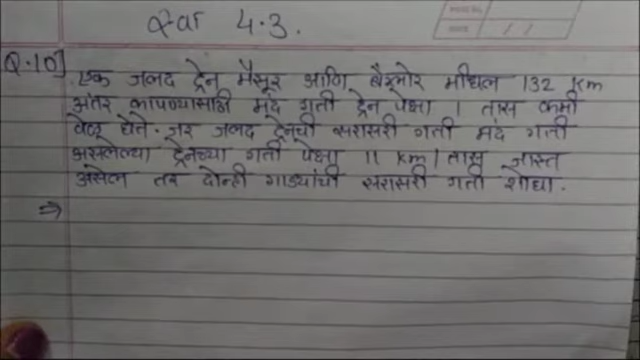 Ex 4.3.
Q.10] एक जलद ट्रेन मैसूर आणि बैंग्लोर मधिल 132 km
अंतर कापण्यासाठी मंद गती ट्रेन पेक्षा 1 तास कमी
वेळ घेते. जर जलद ट्रेनची सरासरी गती मंद गती
असलेल्या ट्रेनच्या गती पेक्षा 11 km/तास जास्त
असेल तर दोन्ही गाड्यांची सरासरी गती शोधा.
⇒